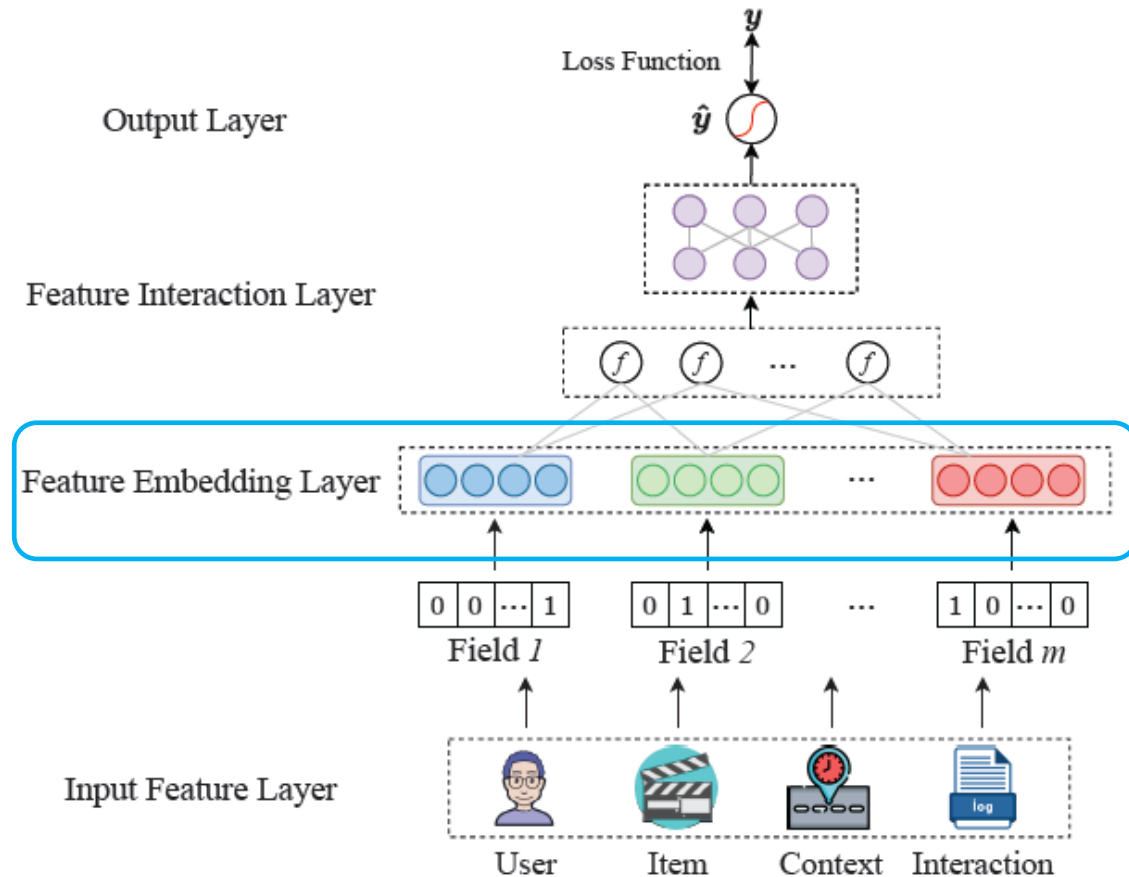 y
Loss Function
Output Layer
ŷ
Feature Interaction Layer
f f ... f
Feature Embedding Layer
...
0 0 ... 1 0 1 ... 0 ... 1 0 ... 0
Field 1 Field 2 Field m
Input Feature Layer
log
User Item Context Interaction